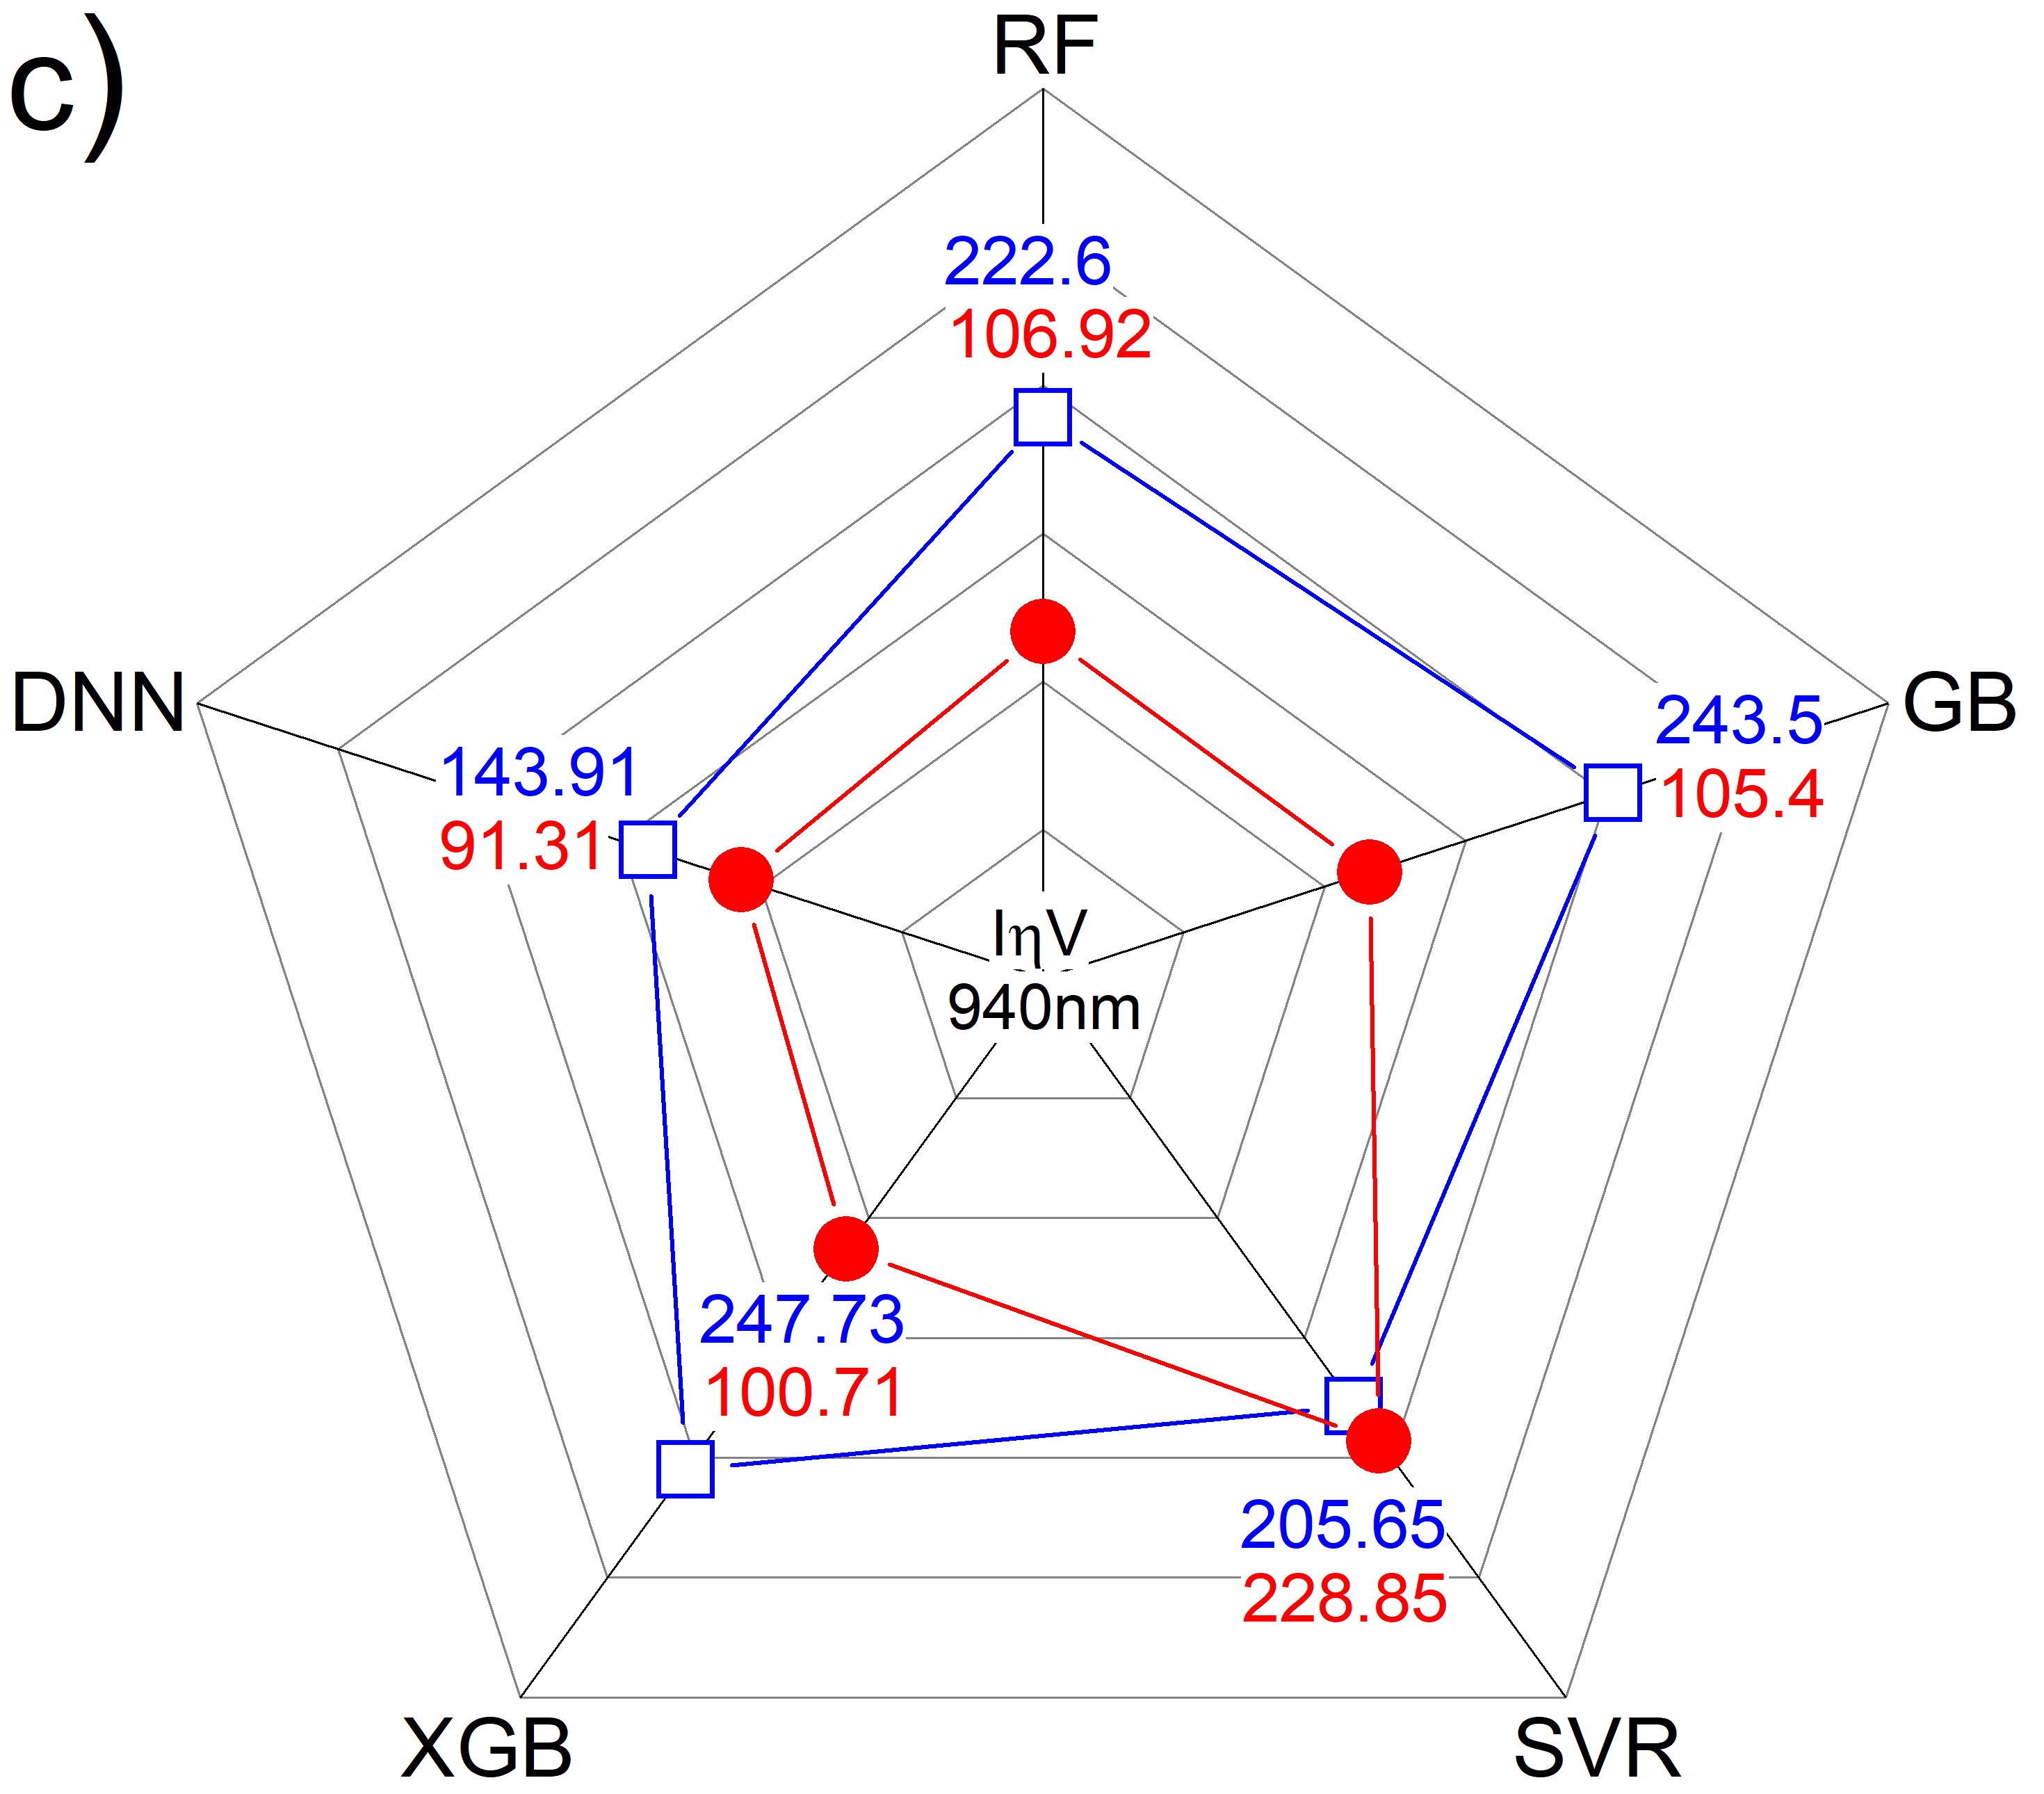 c)
RF
222.6
106.92
DNN
GB
243.5
105.4
143.91
91.31
IηV
940nm
247.73
100.71
205.65
228.85
XGB
SVR